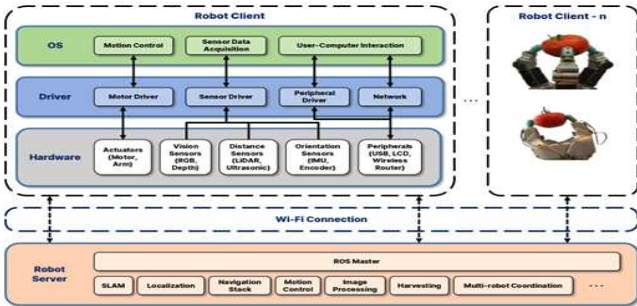 Robot Client
Robot Client - n
OS
Motion Control
Sensor Data
Acquisition
User-Computer Interaction
Driver
Motor Driver
Sensor Driver
Peripheral
Driver
Network
...
Hardware
Actuators
(Motor,
Arm)
Vision
Sensors
(RGB,
Depth)
Distance
Sensors
(LiDAR,
Ultrasonic)
Orientation
Sensors
(IMU,
Encoder)
Peripherals
(USB, LCD,
Wireless
Router)
Wi-Fi Connection
Robot
Server
ROS Master
SLAM
Localization
Navigation
Stack
Motion
Control
Image
Processing
Harvesting
Multi-robot Coordination
...